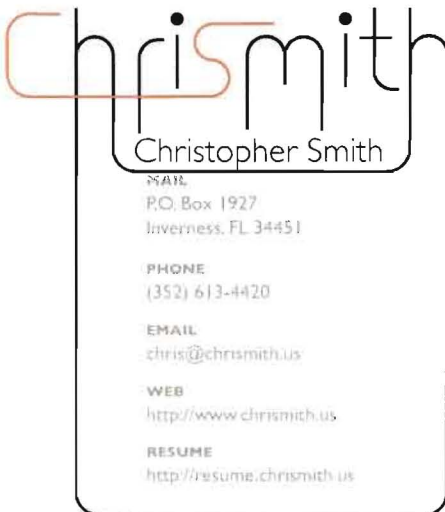 ChriSmith
Christopher Smith
MAIL
P.O. Box 1927
Inverness, FL 34451
PHONE
(352) 613-4420
EMAIL
chris@chrismith.us
WEB
http://www.chrismith.us
RESUME
http://resume.chrismith.us